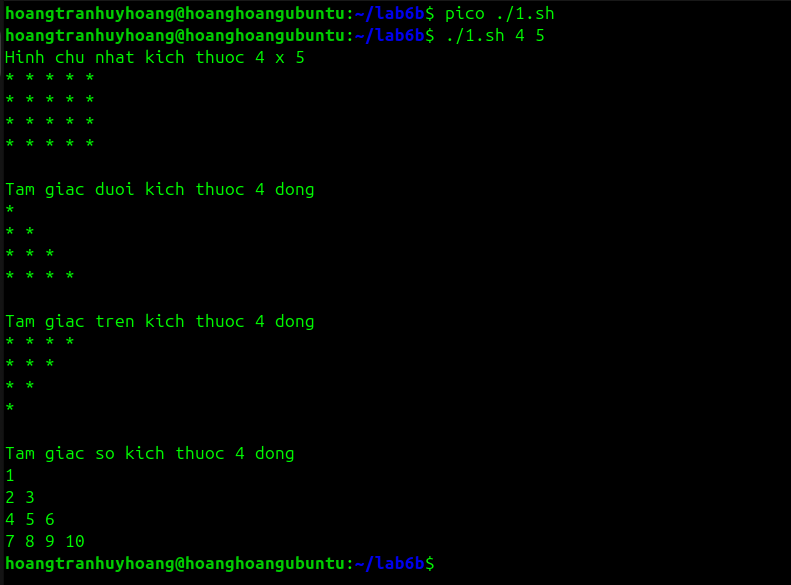 hoangtranhuyhoang@hoanghoangubuntu:~/lab6b$ pico ./1.sh
hoangtranhuyhoang@hoanghoangubuntu:~/lab6b$ ./1.sh 4 5
Hinh chu nhat kich thuoc 4 x 5
* * * * *
* * * * *
* * * * *
* * * * *
Tam giac duoi kich thuoc 4 dong
*
* *
* * *
* * * *
Tam giac tren kich thuoc 4 dong
* * * *
* * *
* *
*
Tam giac so kich thuoc 4 dong
1
2 3
4 5 6
7 8 9 10
hoangtranhuyhoang@hoanghoangubuntu:~/lab6b$